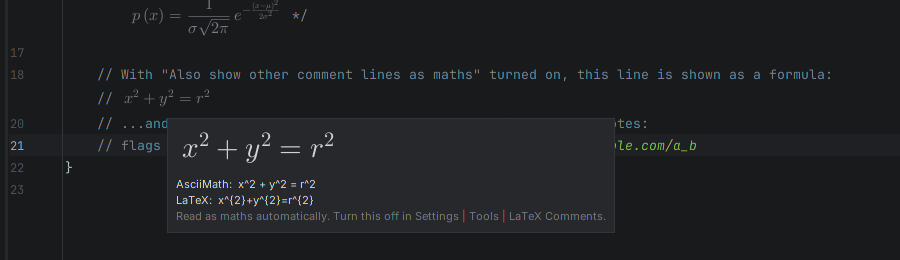 p (x) = 1/(σ√2π) e^(-(x-μ)²/2σ²) */
17
18 // With "Also show other comment lines as maths" turned on, this line is shown as a formula:
// x² + y² = r²
20 // ...and tes:
21 // flags ple.com/a_b
x² + y² = r²
AsciiMath: x^2 + y^2 = r^2
LaTeX: x^{2}+y^{2}=r^{2}
Read as maths automatically. Turn this off in Settings | Tools | LaTeX Comments.
22 }
23